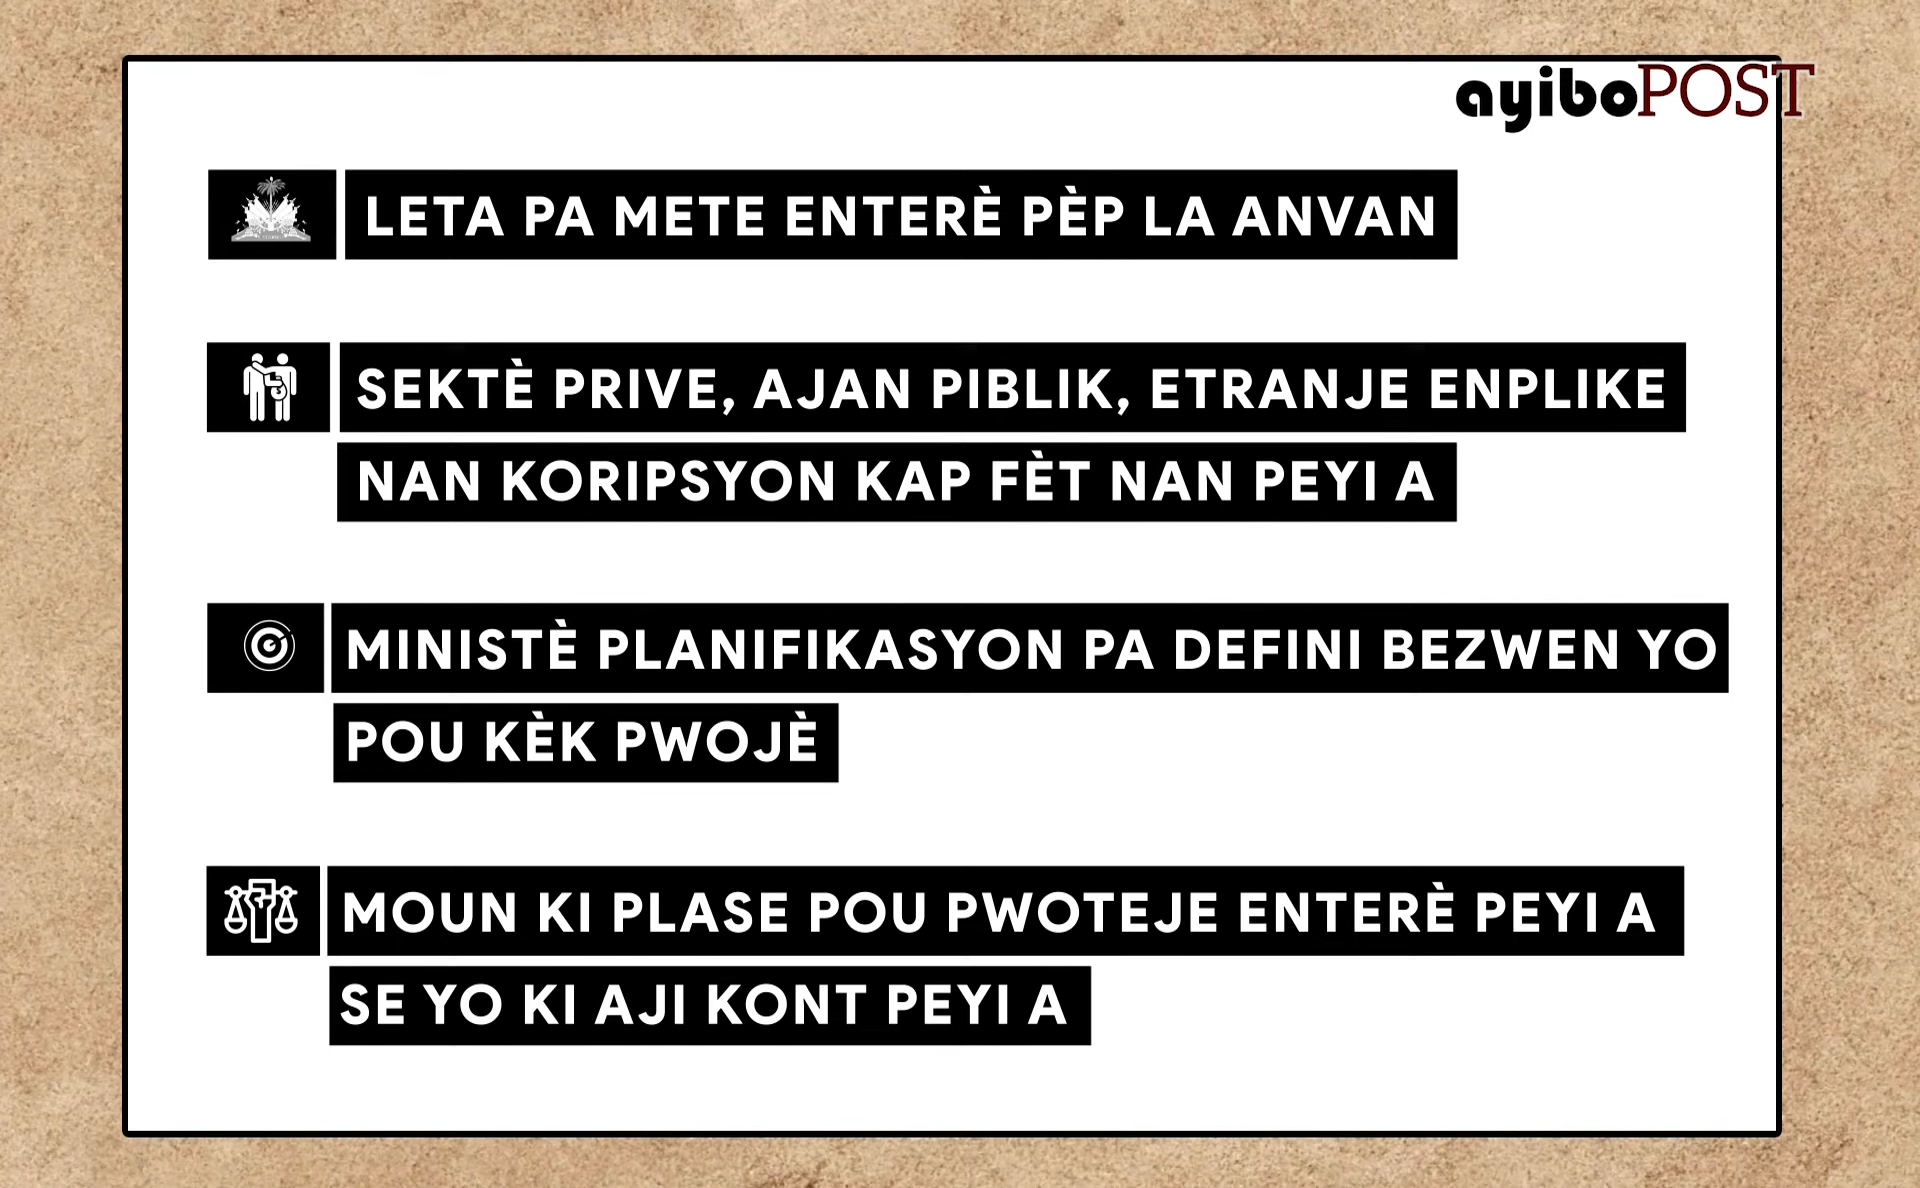 ayiboPOST
LETA PA METE ENTERÈ PÈP LA ANVAN
SEKTÈ PRIVE, AJAN PIBLIK, ETRANJE ENPLIKE
NAN KORIPSYON KAP FÈT NAN PEYI A
MINISTÈ PLANIFIKASYON PA DEFINI BEZWEN YO
POU KÈK PWOJÈ
MOUN KI PLASE POU PWOTEJE ENTERÈ PEYI A
SE YO KI AJI KONT PEYI A